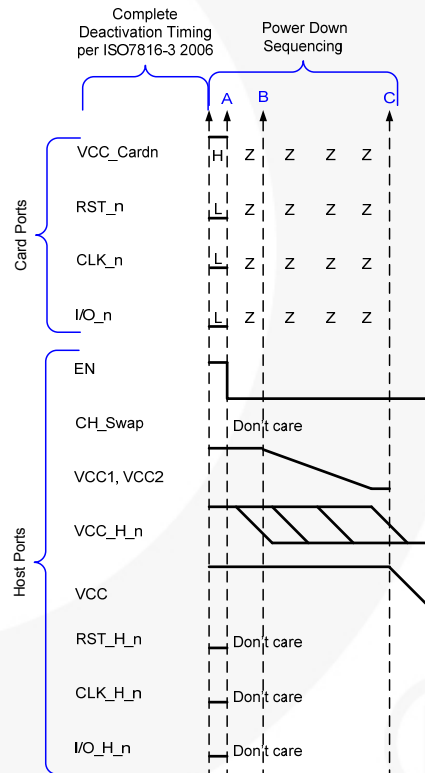 Complete
Deactivation Timing
per ISO7816-3 2006
Power Down
Sequencing
A B C
Card Ports
VCC_Cardn H Z Z Z Z
RST_n L Z Z Z Z
CLK_n L Z Z Z Z
I/O_n L Z Z Z Z
Host Ports
EN
CH_Swap Don't care
VCC1, VCC2
VCC_H_n
VCC
RST_H_n Don't care
CLK_H_n Don't care
I/O_H_n Don't care